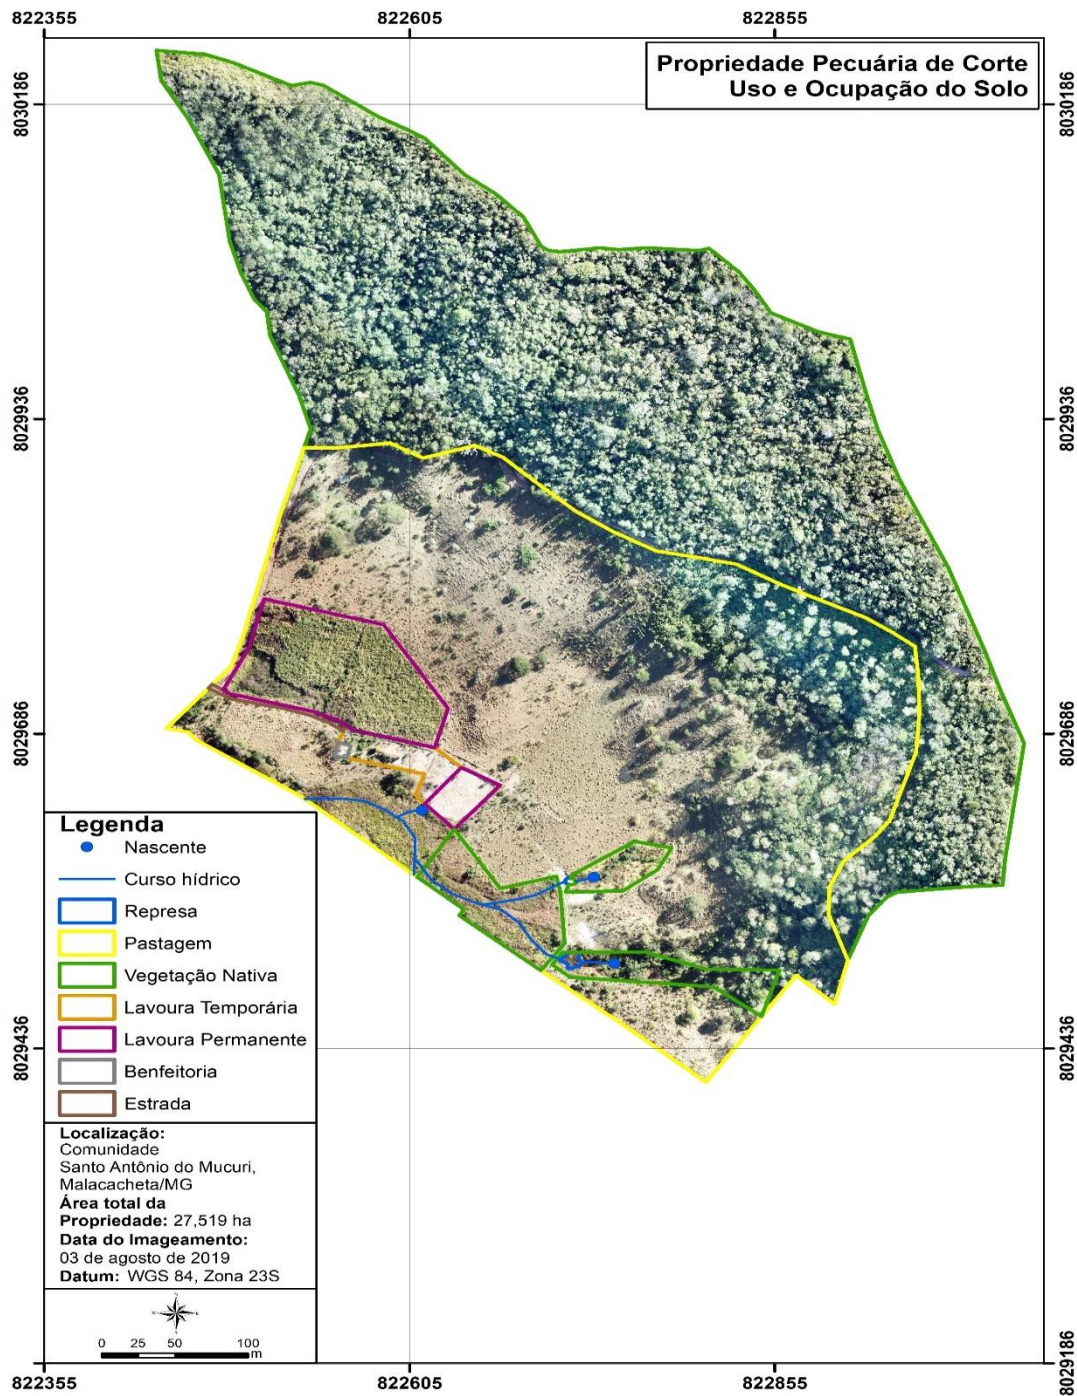 822355 822605 822855
Propriedade Pecuária de Corte
Uso e Ocupação do Solo
8030186 8030186
8029936 8029936
8029686 8029686
Legenda
Nascente
Curso hídrico
Represa
Pastagem
Vegetação Nativa
Lavoura Temporária
Lavoura Permanente
Benfeitoria
Estrada
8029436 8029436
Localização:
Comunidade
Santo Antônio do Mucuri,
Malacacheta/MG
Área total da
Propriedade: 27,519 ha
Data do Imageamento:
03 de agosto de 2019
Datum: WGS 84, Zona 23S
0 25 50 100
m
8029186
822355 822605 822855